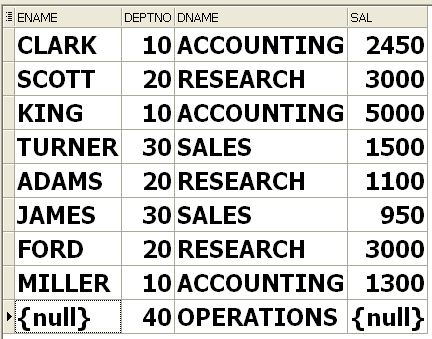 ENAME DEPTNO DNAME SAL
CLARK 10 ACCOUNTING 2450
SCOTT 20 RESEARCH 3000
KING 10 ACCOUNTING 5000
TURNER 30 SALES 1500
ADAMS 20 RESEARCH 1100
JAMES 30 SALES 950
FORD 20 RESEARCH 3000
MILLER 10 ACCOUNTING 1300
{null} 40 OPERATIONS {null}